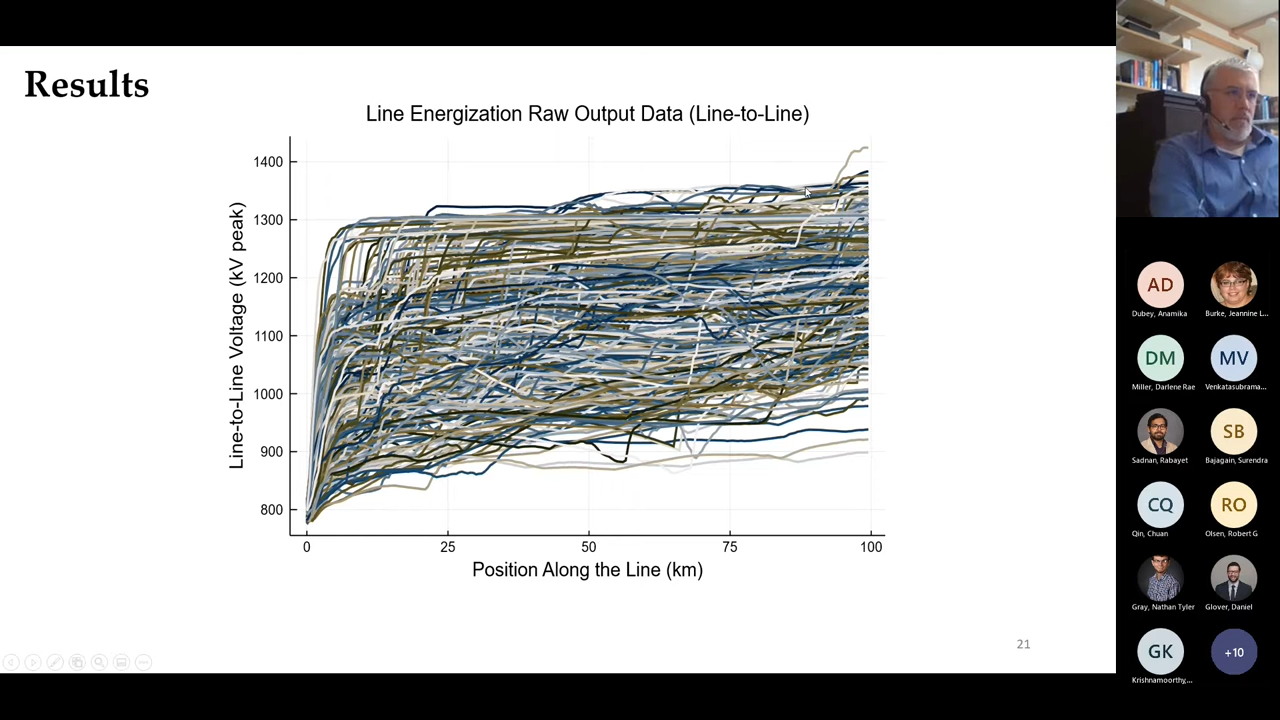 Results
Line Energization Raw Output Data (Line-to-Line)
Line-to-Line Voltage (kV peak)
1400
1300
1200
1100
1000
900
800
0 25 50 75 100
Position Along the Line (km)
21
AD
Dubey, Anamika
Burke, Jeannine L...
DM
Miller, Darlene Rae
MV
Venkatasubrama...
Sadnan, Rabayet
SB
Bajagain, Surendra
CQ
Qin, Chuan
RO
Olsen, Robert G
Gray, Nathan Tyler
Glover, Daniel
GK
Krishnamoorthy,...
+10